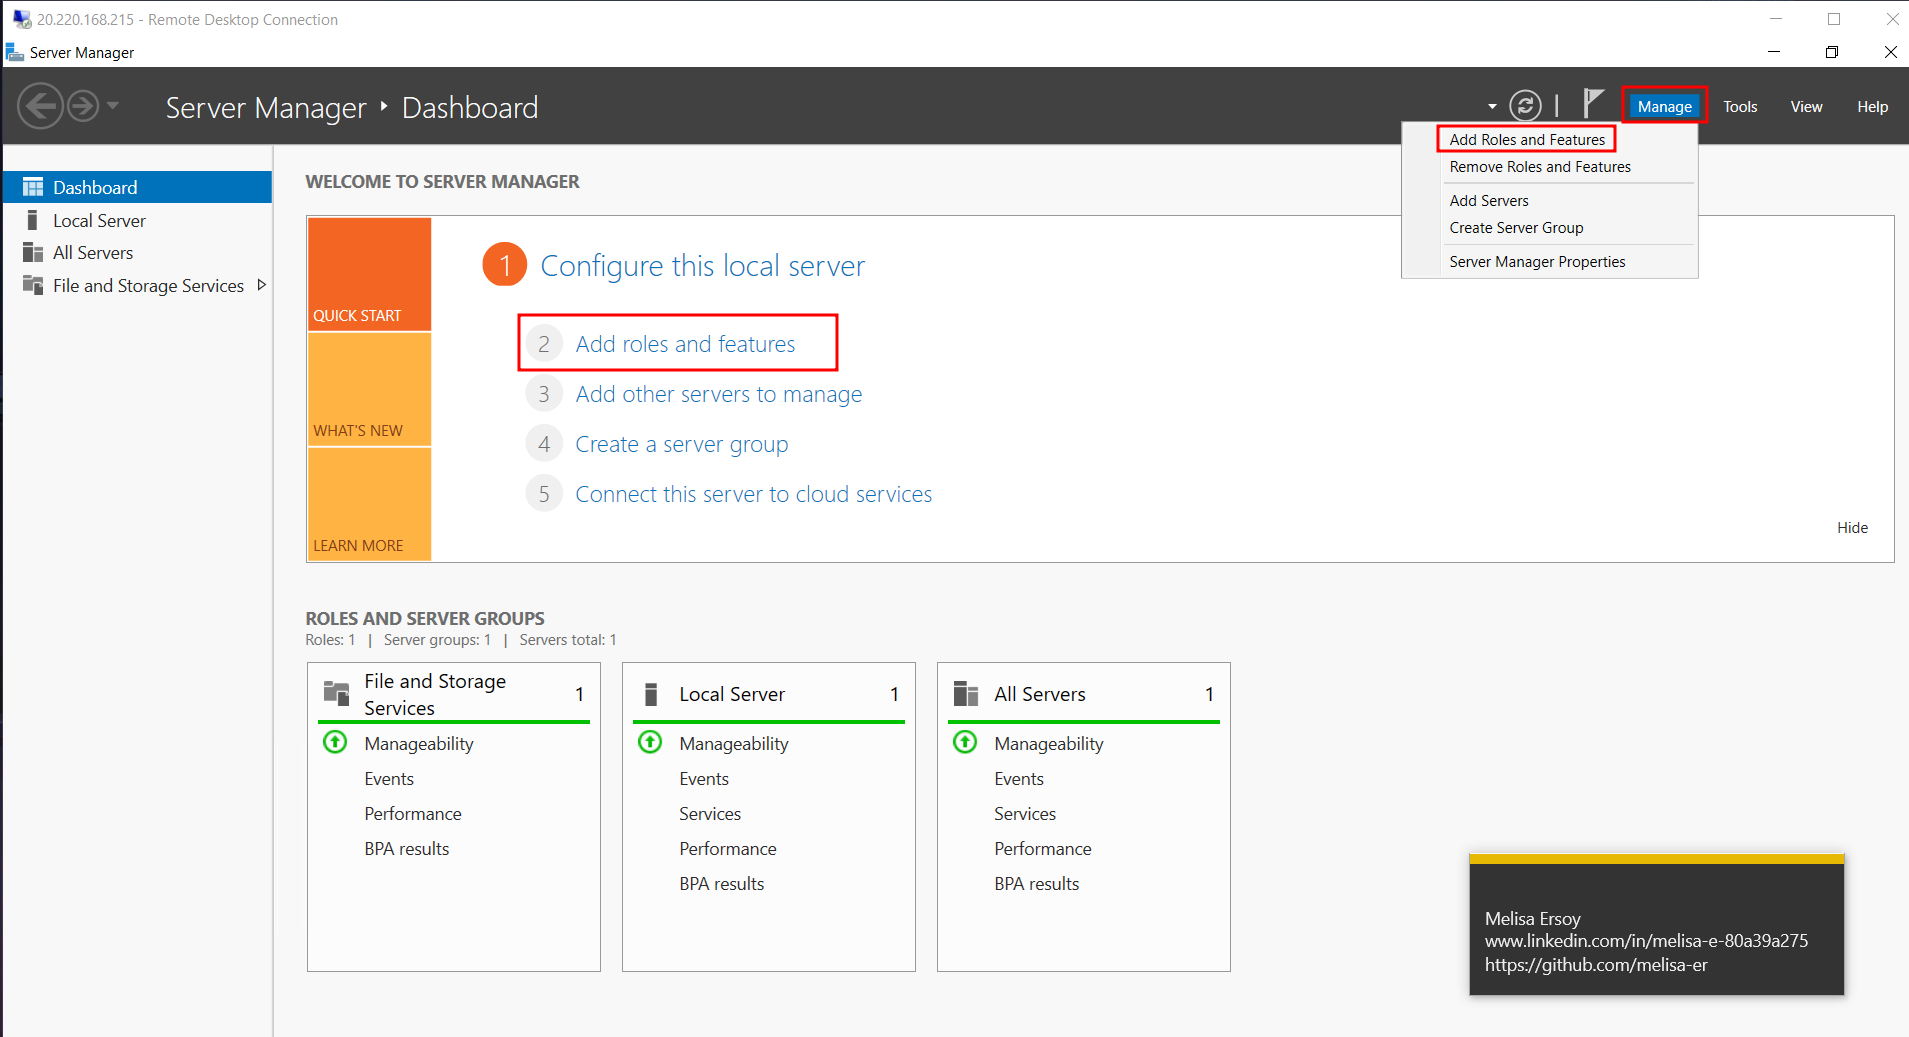 20.220.168.215 - Remote Desktop Connection
Server Manager
Server Manager Dashboard
Manage Tools View Help
Add Roles and Features
Remove Roles and Features
Add Servers
Create Server Group
Server Manager Properties
Dashboard
Local Server
All Servers
File and Storage Services
WELCOME TO SERVER MANAGER
QUICK START
WHAT'S NEW
LEARN MORE
1 Configure this local server
2 Add roles and features
3 Add other servers to manage
4 Create a server group
5 Connect this server to cloud services
Hide
ROLES AND SERVER GROUPS
Roles: 1 | Server groups: 1 | Servers total: 1
File and Storage
Services 1
Manageability
Events
Performance
BPA results
Local Server 1
Manageability
Events
Services
Performance
BPA results
All Servers 1
Manageability
Events
Services
Performance
BPA results
Melisa Ersoy
www.linkedin.com/in/melisa-e-80a39a275
https://github.com/melisa-er